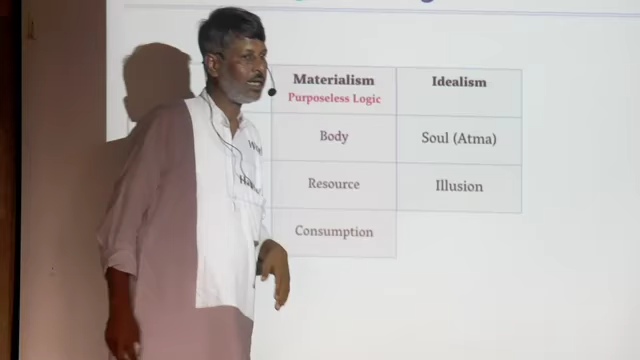 Materialism
Purposeless Logic
Idealism
Body
Soul (Atma)
Resource
Illusion
Consumption